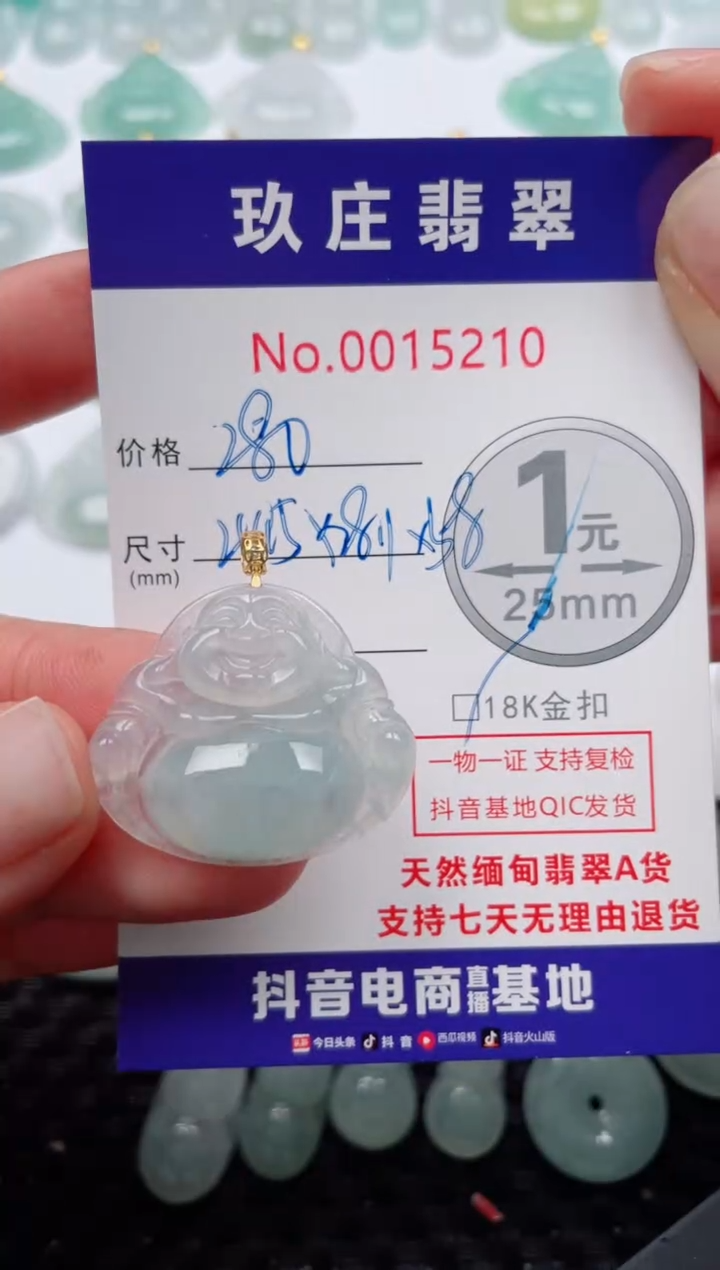 玖庄翡翠
No.0015210
价格 280
尺寸
(mm)
1元
25mm
□18K金扣
一物一证 支持复检
抖音基地QIC发货
天然缅甸翡翠A货
支持七天无理由退货
抖音电商直播基地
今日头条 抖音 西瓜视频 抖音火山版